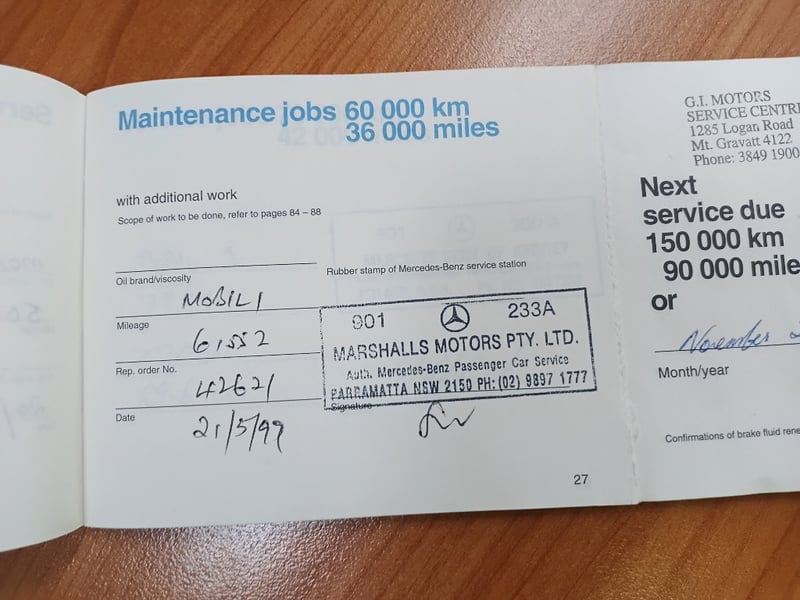 Maintenance jobs 60 000 km
36 000 miles
with additional work
Scope of work to be done, refer to pages 84 – 88
Oil brand/viscosity
MOBIL 1
Mileage
61552
Rep. order No.
42621
Date
21/5/99
Rubber stamp of Mercedes-Benz service station
901 233A
MARSHALLS MOTORS PTY. LTD.
Auth. Mercedes-Benz Passenger Car Service
PARRAMATTA NSW 2150 PH: (02) 9897 1777
Signature
27
G.I. MOTORS
SERVICE CENTRE
1285 Logan Road
Mt. Gravatt 4122
Phone: 3849 1900
Next
service due
150 000 km
90 000 mile
or
November
Month/year
Confirmations of brake fluid rene